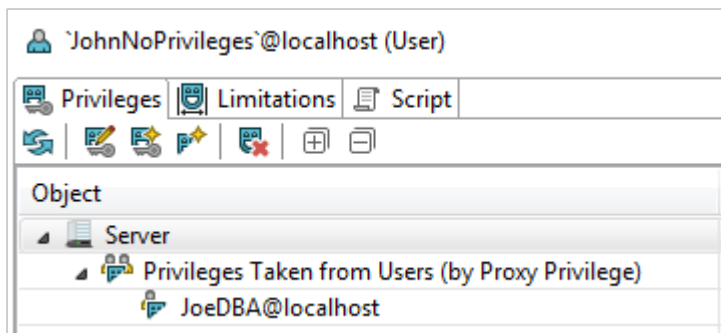 `JohnNoPrivileges`@localhost (User)
Privileges Limitations Script
Object
Server
Privileges Taken from Users (by Proxy Privilege)
JoeDBA@localhost